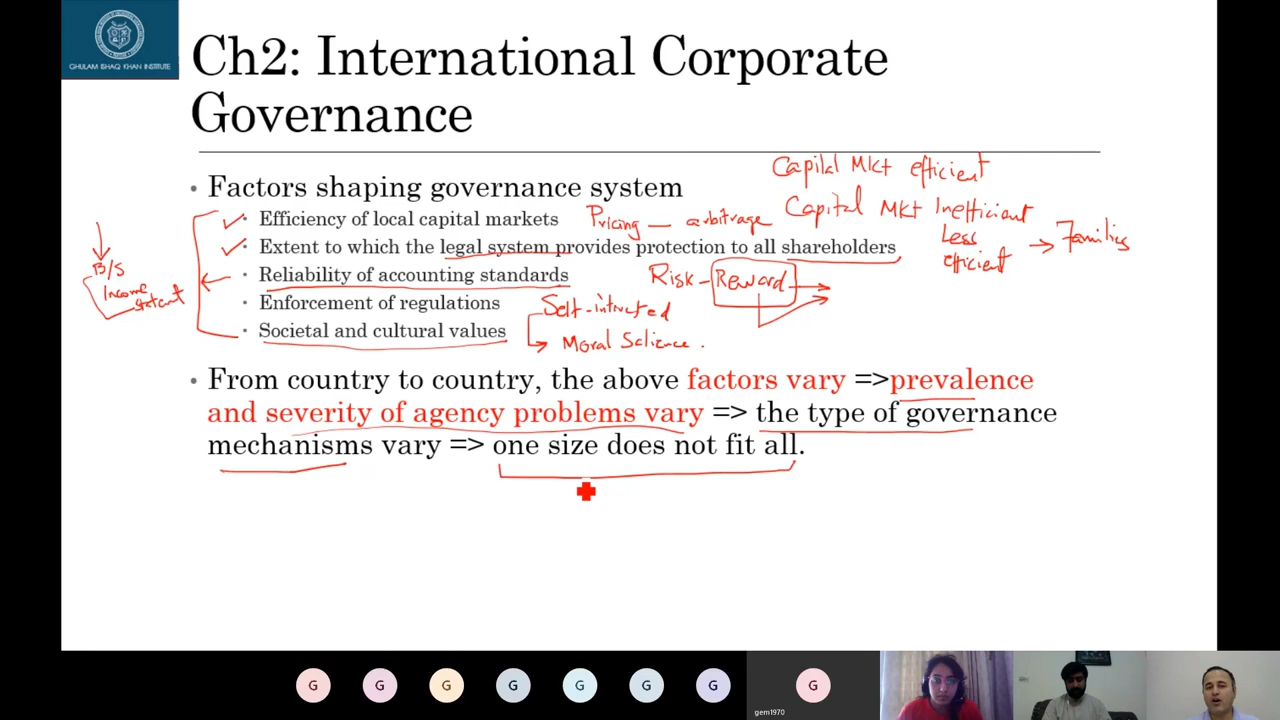 GHULAM ISHAQ KHAN INSTITUTE
Ch2: International Corporate
Governance
Capital Mkt efficient
• Factors shaping governance system
Capital Mkt Inefficient
• Efficiency of local capital markets
Pricing — arbitrage
Less
efficient → Families
• Extent to which the legal system provides protection to all shareholders
B/S
Income
• Reliability of accounting standards
Risk - Reward
• Enforcement of regulations
Moral
• Societal and cultural values
• From country to country, the above factors vary =>prevalence
and severity of agency problems vary => the type of governance
mechanisms vary => one size does not fit all.
G G G G G G G G
gem1970